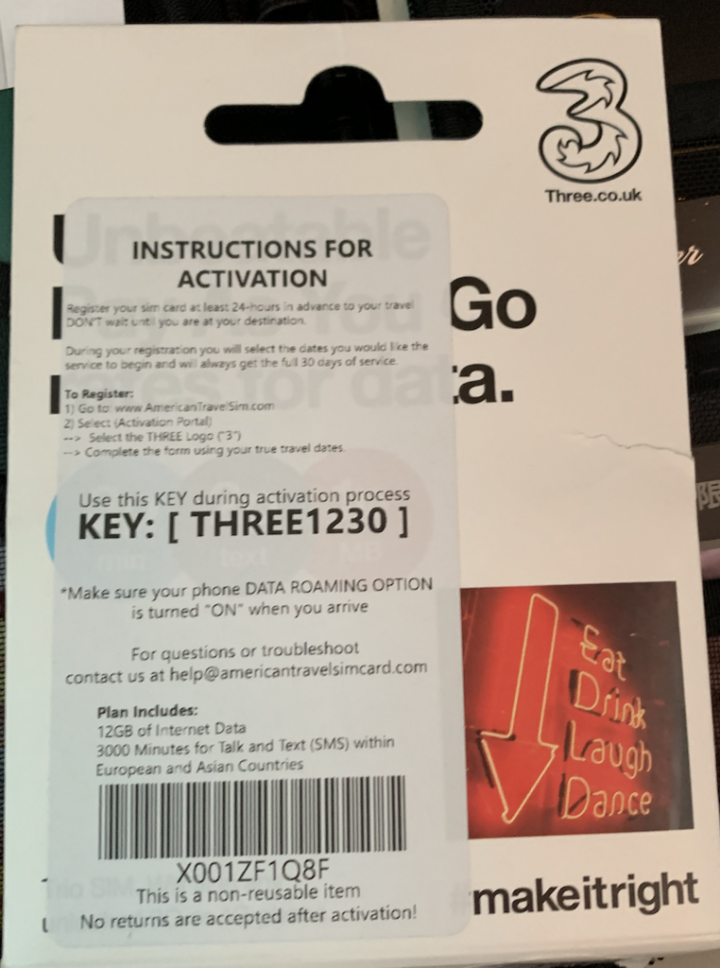 3
Three.co.uk
Unbeatable
INSTRUCTIONS FOR
ACTIVATION
Register your sim card at least 24-hours in advance to your travel
DON'T wait until you are at your destination.
Go
During your registration you will select the dates you would like the
service to begin and will always get the full 30 days of service.
for data.
To Register:
1) Go to: www.AmericanTravelSim.com
2) Select (Activation Portal)
--> Select the THREE Logo ("3")
--> Complete the form using your true travel dates.
Use this KEY during activation process
KEY: [ THREE1230 ]
min
text
MB
*Make sure your phone DATA ROAMING OPTION
is turned "ON" when you arrive
For questions or troubleshoot
contact us at help@americantravelsimcard.com
Plan Includes:
12GB of Internet Data
3000 Minutes for Talk and Text (SMS) within
European and Asian Countries
X001ZF1Q8F
This is a non-reusable item
No returns are accepted after activation!
Eat
Drink
Laugh
Dance
#makeitright